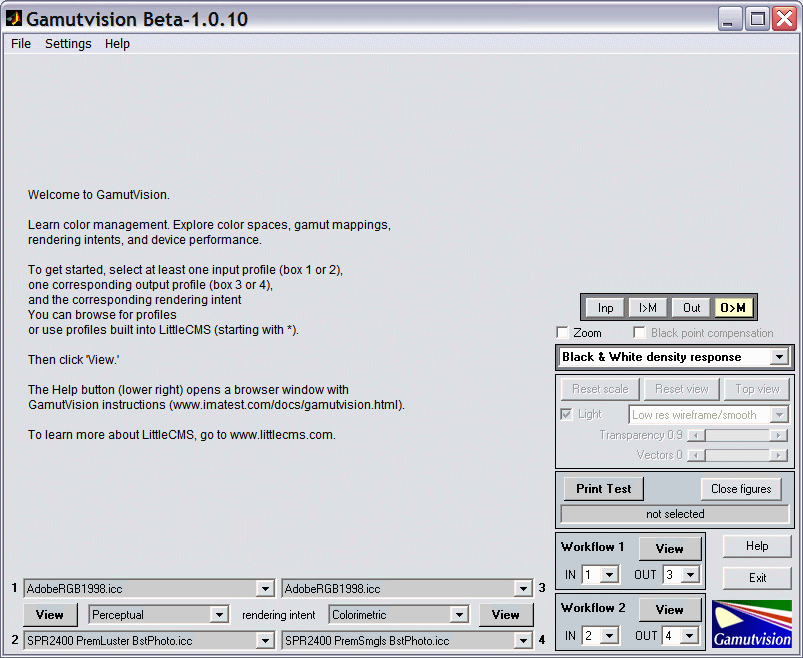 Gamutvision Beta-1.0.10
File Settings Help
Welcome to GamutVision.
Learn color management. Explore color spaces, gamut mappings,
rendering intents, and device performance.
To get started, select at least one input profile (box 1 or 2),
one corresponding output profile (box 3 or 4),
and the corresponding rendering intent
You can browse for profiles
or use profiles built into LittleCMS (starting with *).
Then click 'View.'
The Help button (lower right) opens a browser window with
GamutVision instructions (www.imatest.com/docs/gamutvision.html).
To learn more about LittleCMS, go to www.littlecms.com.
Inp I>M Out O>M
Zoom Black point compensation
Black & White density response
Reset scale Reset view Top view
Light Low res wireframe/smooth
Transparency 0.9
Vectors 0
Print Test Close figures
not selected
Workflow 1 View Help
IN 1 OUT 3 Exit
1 AdobeRGB1998.icc AdobeRGB1998.icc 3
View Perceptual rendering intent Colorimetric View
2 SPR2400 PremLuster BstPhoto.icc SPR2400 PremSmgls BstPhoto.icc 4
Workflow 2 View
IN 2 OUT 4
Gamutvision